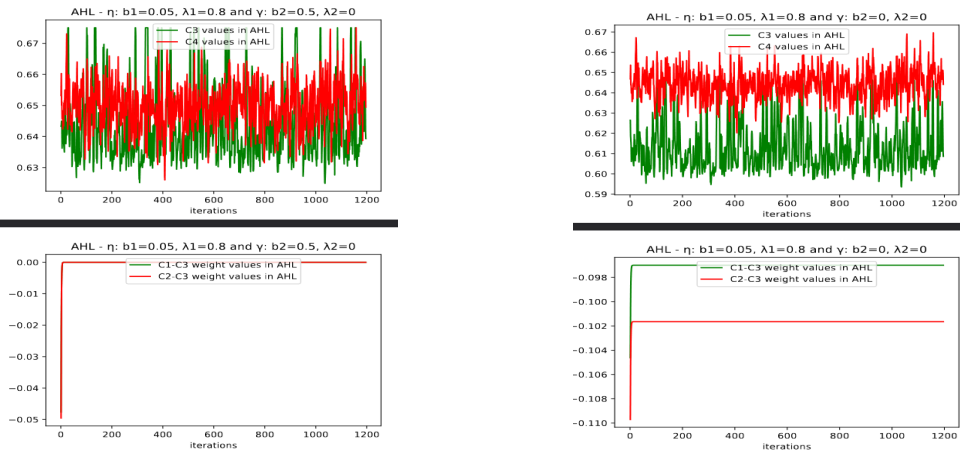 AHL - η: b1=0.05, λ1=0.8 and γ: b2=0.5, λ2=0
C3 values in AHL
C4 values in AHL
0.67
0.66
0.65
0.64
0.63
0 200 400 600 800 1000 1200
iterations
AHL - η: b1=0.05, λ1=0.8 and γ: b2=0, λ2=0
C3 values in AHL
C4 values in AHL
0.67
0.66
0.65
0.64
0.63
0.62
0.61
0.60
0.59
0 200 400 600 800 1000 1200
iterations
AHL - η: b1=0.05, λ1=0.8 and γ: b2=0.5, λ2=0
C1-C3 weight values in AHL
C2-C3 weight values in AHL
0.00
−0.01
−0.02
−0.03
−0.04
−0.05
0 200 400 600 800 1000 1200
iterations
AHL - η: b1=0.05, λ1=0.8 and γ: b2=0, λ2=0
C1-C3 weight values in AHL
C2-C3 weight values in AHL
−0.098
−0.100
−0.102
−0.104
−0.106
−0.108
−0.110
0 200 400 600 800 1000 1200
iterations